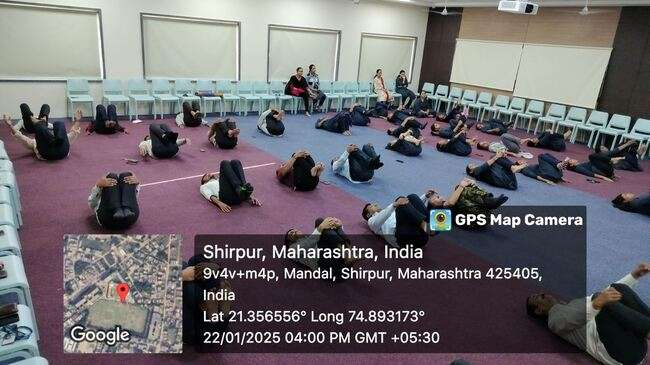 GPS Map Camera
Shirpur, Maharashtra, India
9v4v+m4p, Mandal, Shirpur, Maharashtra 425405,
India
Lat 21.356556° Long 74.893173°
22/01/2025 04:00 PM GMT +05:30
Google